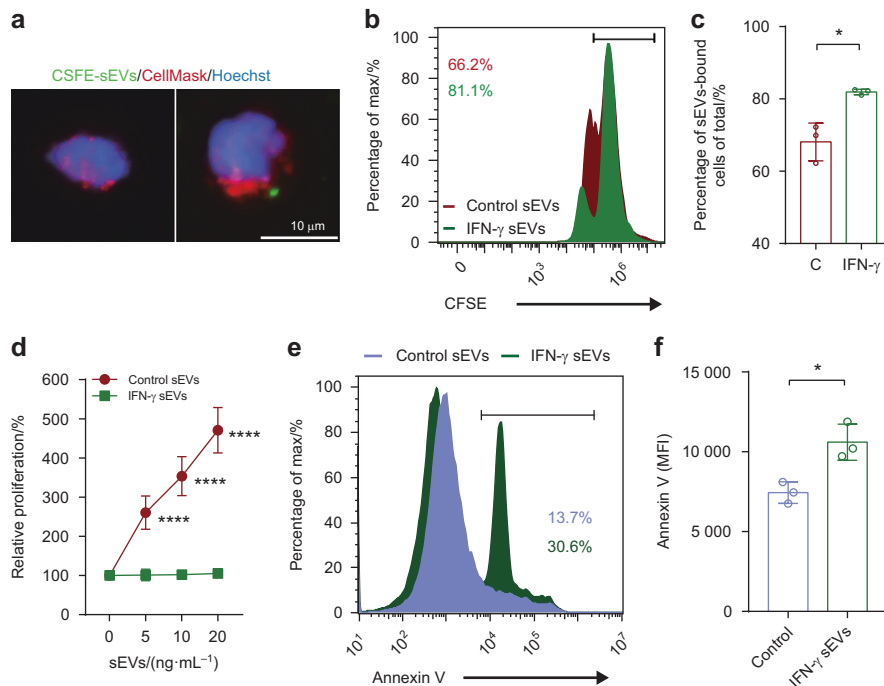 a
CSFE-sEVs/CellMask/Hoechst
10 μm
b
Percentage of max/%
100
80
60
40
20
0
66.2%
81.1%
Control sEVs
IFN-γ sEVs
0
10³
10⁶
CFSE
c
Percentage of sEVs-bound
cells of total/%
100
80
60
40
*
C
IFN-γ
d
Relative proliferation/%
600
500
400
300
200
100
0
Control sEVs
IFN-γ sEVs
****
****
****
0
5
10
20
sEVs/(ng·mL⁻¹)
e
Control sEVs
IFN-γ sEVs
Percentage of max/%
100
80
60
40
20
0
13.7%
30.6%
10¹
10²
10³
10⁴
10⁵
10⁷
Annexin V
f
Annexin V (MFI)
15 000
10 000
5 000
0
*
Control
IFN-γ sEVs